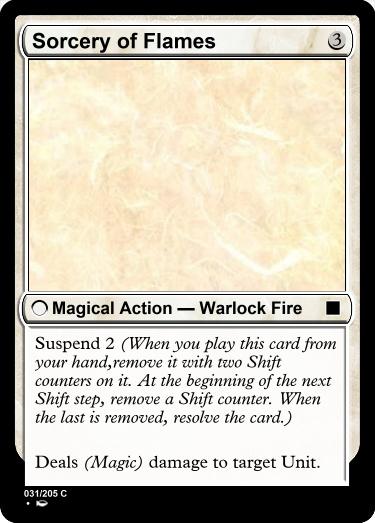 Sorcery of Flames 3
Magical Action — Warlock Fire
Suspend 2 (When you play this card from
your hand,remove it with two Shift
counters on it. At the beginning of the next
Shift step, remove a Shift counter. When
the last is removed, resolve the card.)
Deals (Magic) damage to target Unit.
031/205 C